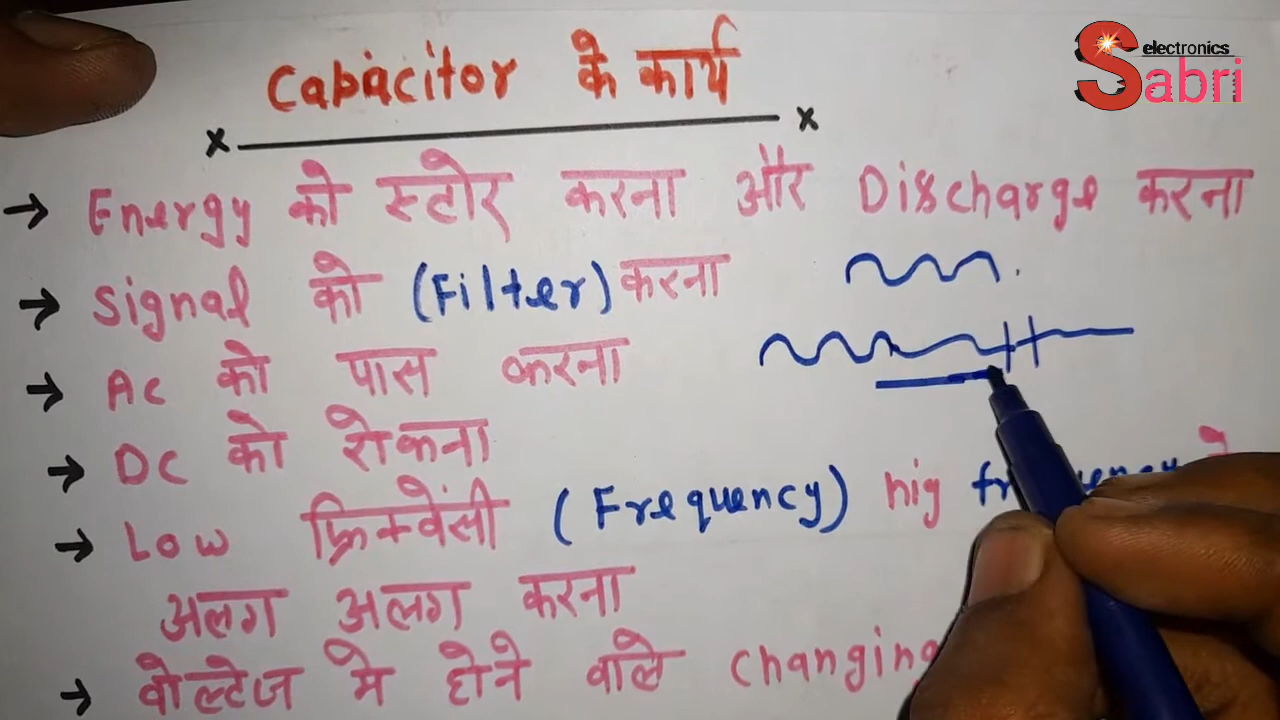 electronics
Sabri
Capacitor के कार्य
x x
→ Energy को स्टोर करना और Discharge करना
→ Signal को (Filter) करना
→ AC को पास करना
→ DC को रोकना
→ Low फ्रिक्वेंसी (Frequency) hig
अलग अलग करना
→ वोल्टेज मे होने वाले changing